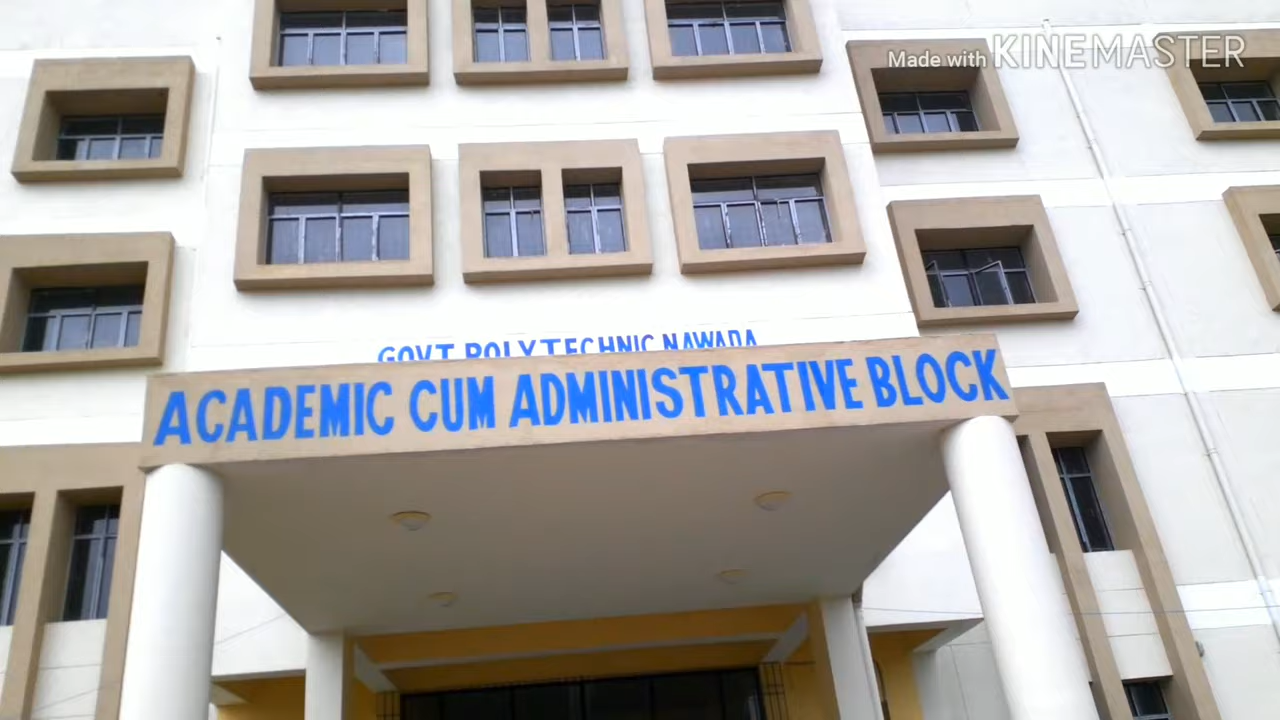 Made with KINEMASTER
GOVT POLYTECHNIC NAWADA
ACADEMIC CUM ADMINISTRATIVE BLOCK